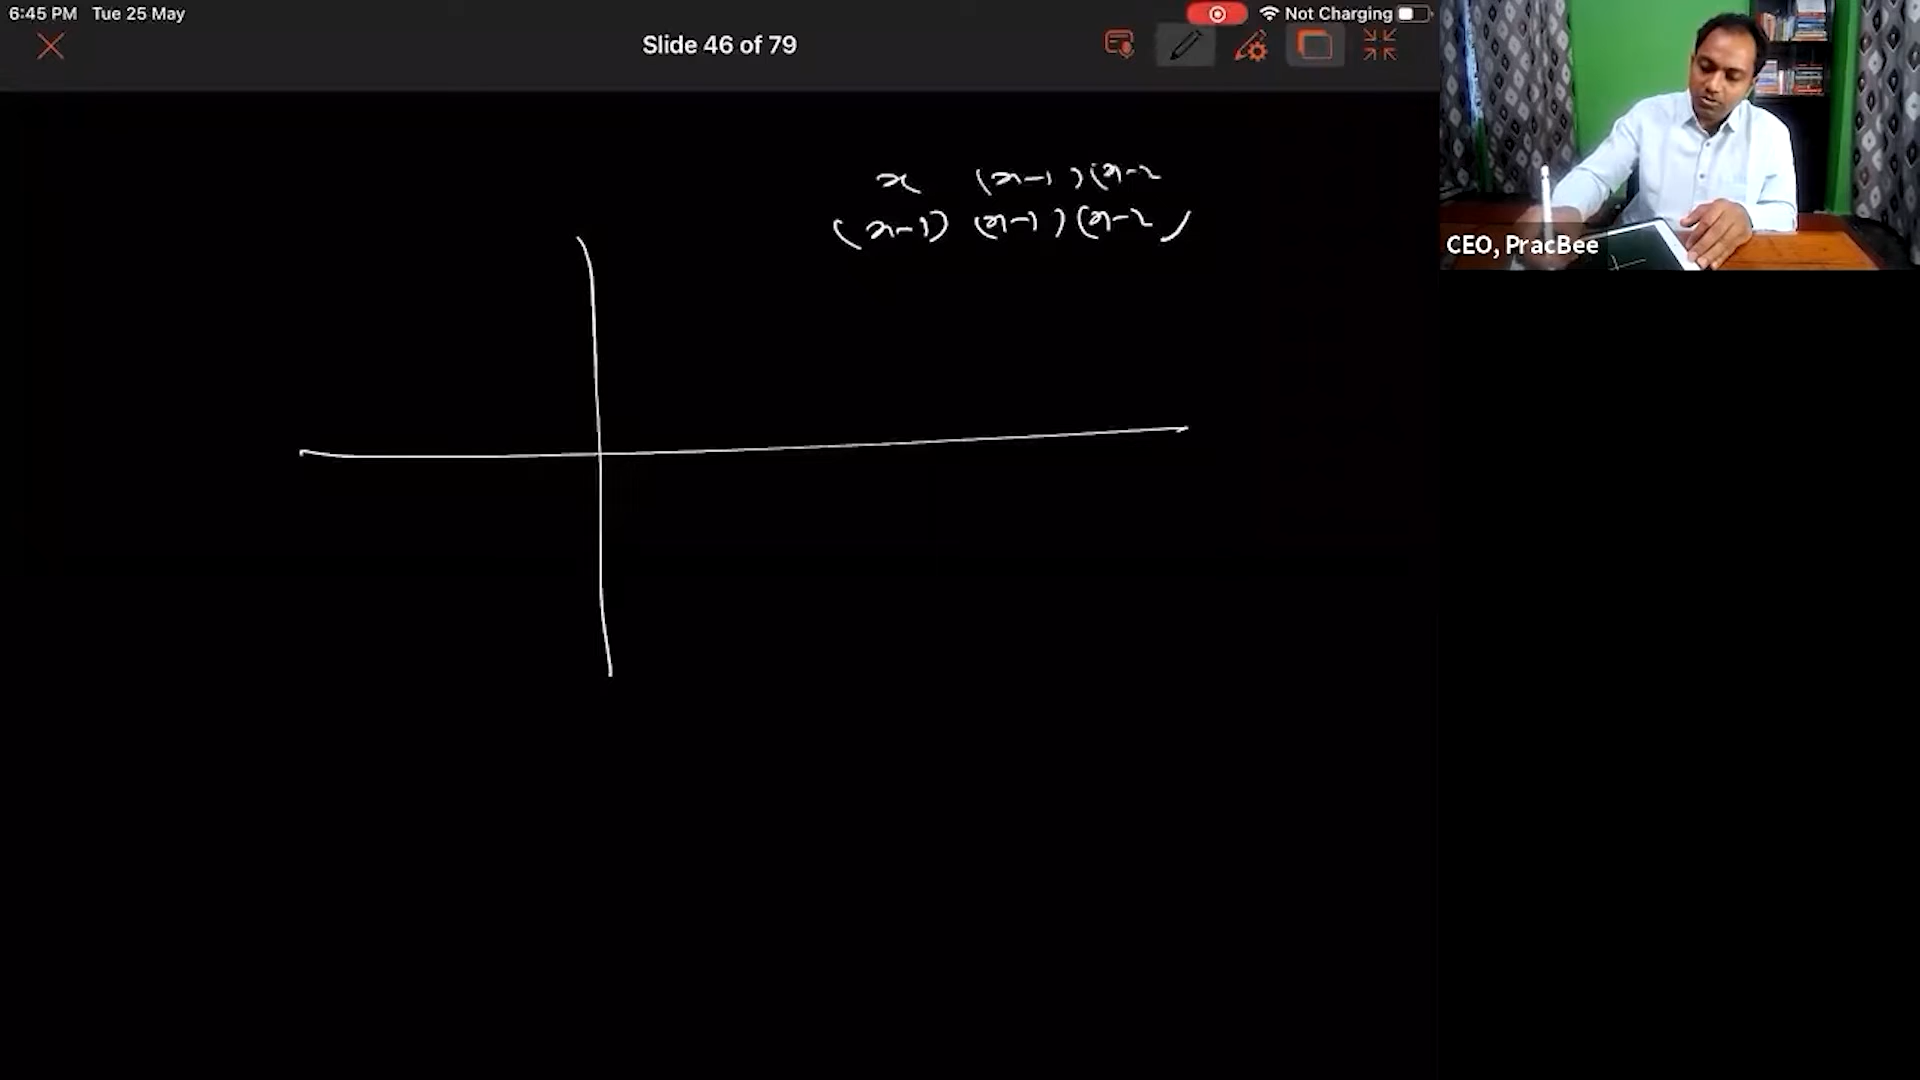 6:45 PM Tue 25 May
Not Charging
Slide 46 of 79
x (x-1)(x-2
(x-1) (x-1)(x-2)
CEO, PracBee